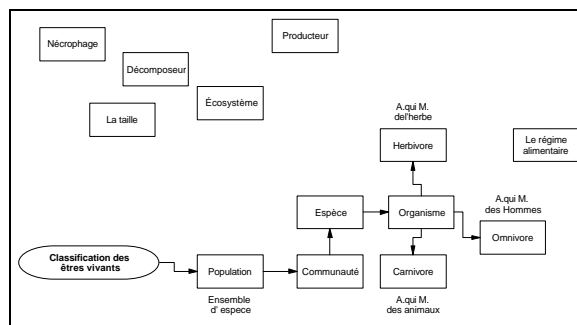 Producteur
Nécrophage
Décomposeur
Écosystème
La taille
A.qui M.
del'herbe
Herbivore
Le régime
alimentaire
Espèce
Organisme
A.qui M.
des Hommes
Omnivore
Classification des
êtres vivants
Population
Communauté
Carnivore
Ensemble
d' espece
A.qui M.
des animaux